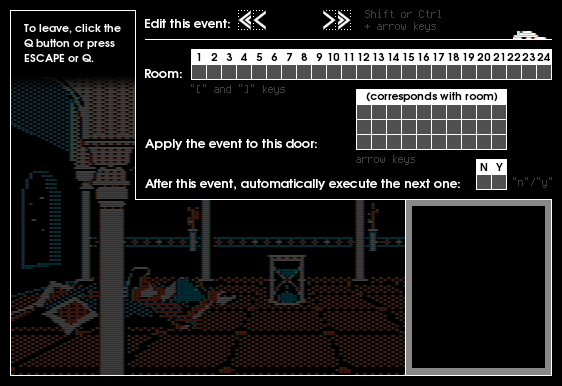 To leave, click the
Q button or press
ESCAPE or Q.
Edit this event:
Shift or Ctrl
+ arrow keys
1 2 3 4 5 6 7 8 9 10 11 12 13 14 15 16 17 18 19 20 21 22 23 24
Room:
"[" and "]" keys
(corresponds with room)
Apply the event to this door:
arrow keys
N Y
After this event, automatically execute the next one:
"n"/"y"